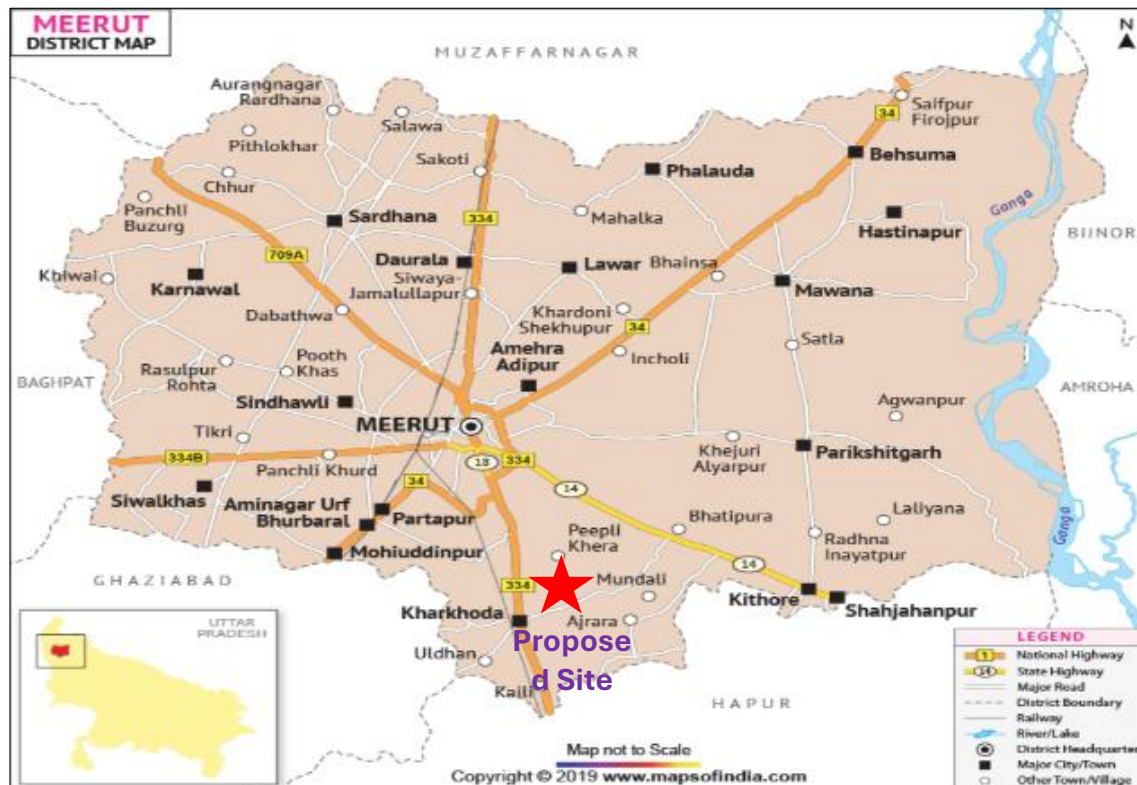 MEERUT
DISTRICT MAP
N
MUZAFFARNAGAR
Aurangnagar
Rardhana
Salawa
Saifpur
Firojpur
34
Pithlokhar
Sakoti
Behsuma
Chhur
Phalauda
Panchli
Buzurg
Sardhana
334
Mahalka
Hastinapur
Ganga
BIJNOR
709A
Daurala
Lawar
Bhainsa
Khiwai
Karnawal
Siwaya-
Jamalullapur
Mawana
Dabathwa
Khardoni
Shekhupur
34
Satla
Rasulpur
Rohta
Pooth
Khas
Amehra
Adipur
Incholi
BAGHPAT
AMROHA
Sindhawli
Agwanpur
MEERUT
Tikri
Khejuri
Alyarpur
Parikshitgarh
334B
Panchli Khurd
18
334
Siwalkhas
34
14
Aminagar Urf
Bhurbaral
Partapur
Bhatipura
Laliyana
Ganga
Peepli
Khera
Radhna
Inayatpur
Mohiuddinpur
14
GHAZIABAD
334
Mundali
Kithore
Shahjahanpur
Kharkhoda
Ajrara
Propose
d Site
Uldhan
Kaili
HAPUR
UTTAR
PRADESH
LEGEND
1 National Highway
14 State Highway
Major Road
District Boundary
Railway
River/Lake
District Headquarter
Major City/Town
Other Town/Village
Map not to Scale
Copyright © 2019 www.mapsofindia.com